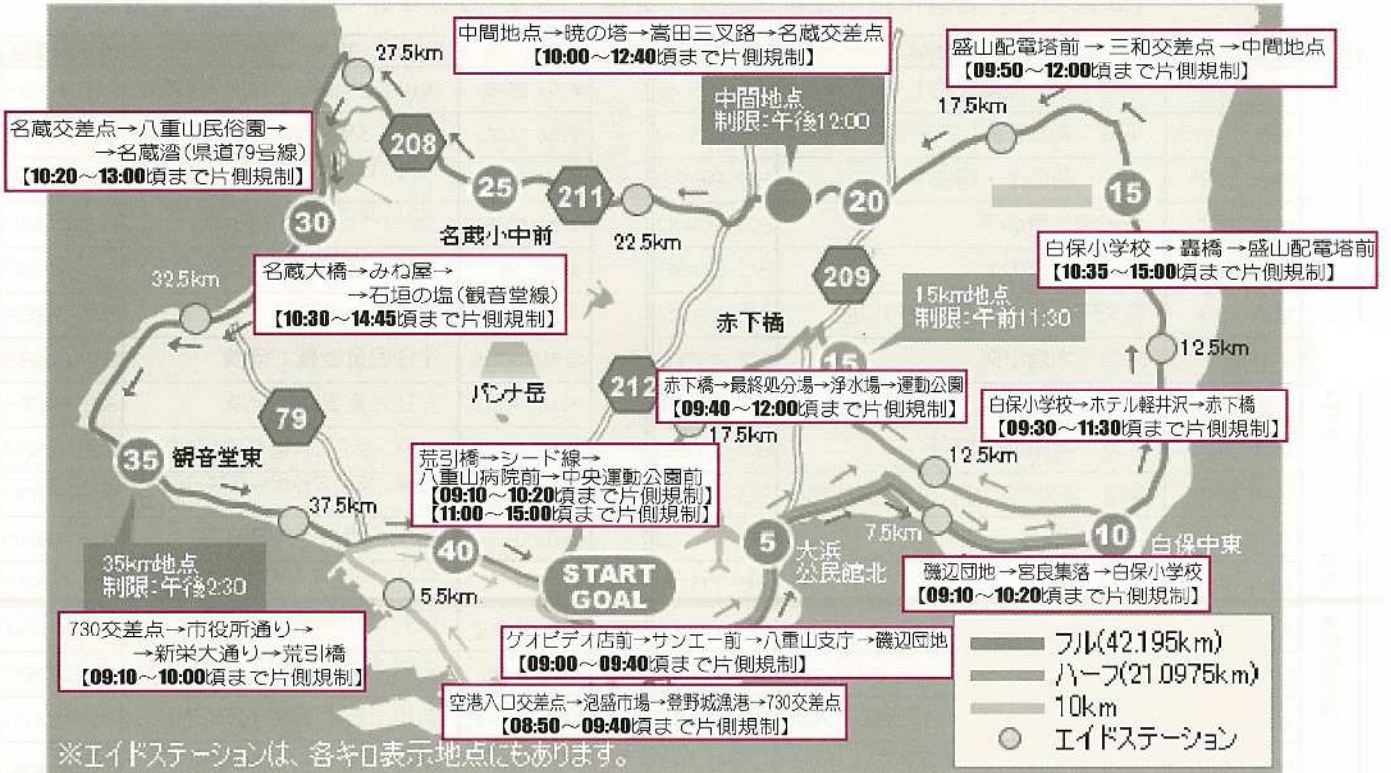 中間地点→暁の塔→嵩田三叉路→名蔵交差点
【10:00～12:40頃まで片側規制】
盛山配電塔前→三和交差点→中間地点
【09:50～12:00頃まで片側規制】
27.5km
17.5km
中間地点
制限:午後12:00
名蔵交差点→八重山民俗園→
→名蔵湾(県道79号線)
【10:20～13:00頃まで片側規制】
208
25
211
20
15
30
名蔵小中前
22.5km
白保小学校→轟橋→盛山配電塔前
【10:35～15:00頃まで片側規制】
名蔵大橋→みね屋→
→石垣の塩(観音堂線)
【10:30～14:45頃まで片側規制】
32.5km
209
15km地点
制限:午前11:30
赤下橋
15
12.5km
バンナ岳
212
赤下橋→最終処分場→浄水場→運動公園
【09:40～12:00頃まで片側規制】
白保小学校→ホテル軽井沢→赤下橋
【09:30～11:30頃まで片側規制】
79
17.5km
35
観音堂東
荒引橋→シード線→
八重山病院前→中央運動公園前
【09:10～10:20頃まで片側規制】
【11:00～15:00頃まで片側規制】
12.5km
37.5km
7.5km
40
5
大浜
公民館北
10
白保中東
35km地点
制限:午後2:30
START
GOAL
5.5km
磯辺団地→宮良集落→白保小学校
【09:10～10:20頃まで片側規制】
730交差点→市役所通り→
→新栄大通り→荒引橋
【09:10～10:00頃まで片側規制】
ゲオビデオ店前→サンエー前→八重山支庁→磯辺団地
【09:00～09:40頃まで片側規制】
空港入口交差点→泡盛市場→登野城漁港→730交差点
【08:50～09:40頃まで片側規制】
フル(42.195km)
ハーフ(21.0975km)
10km
エイドステーション
※エイドステーションは、各キロ表示地点にもあります。